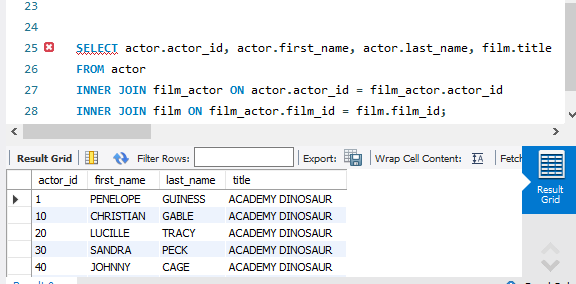 23
24
25 SELECT actor.actor_id, actor.first_name, actor.last_name, film.title
26 FROM actor
27 INNER JOIN film_actor ON actor.actor_id = film_actor.actor_id
28 INNER JOIN film ON film_actor.film_id = film.film_id;
Result Grid Filter Rows: Export: Wrap Cell Content: IA Fetch
actor_id first_name last_name title
1 PENELOPE GUINESS ACADEMY DINOSAUR
10 CHRISTIAN GABLE ACADEMY DINOSAUR
20 LUCILLE TRACY ACADEMY DINOSAUR
30 SANDRA PECK ACADEMY DINOSAUR
40 JOHNNY CAGE ACADEMY DINOSAUR
Result
Grid